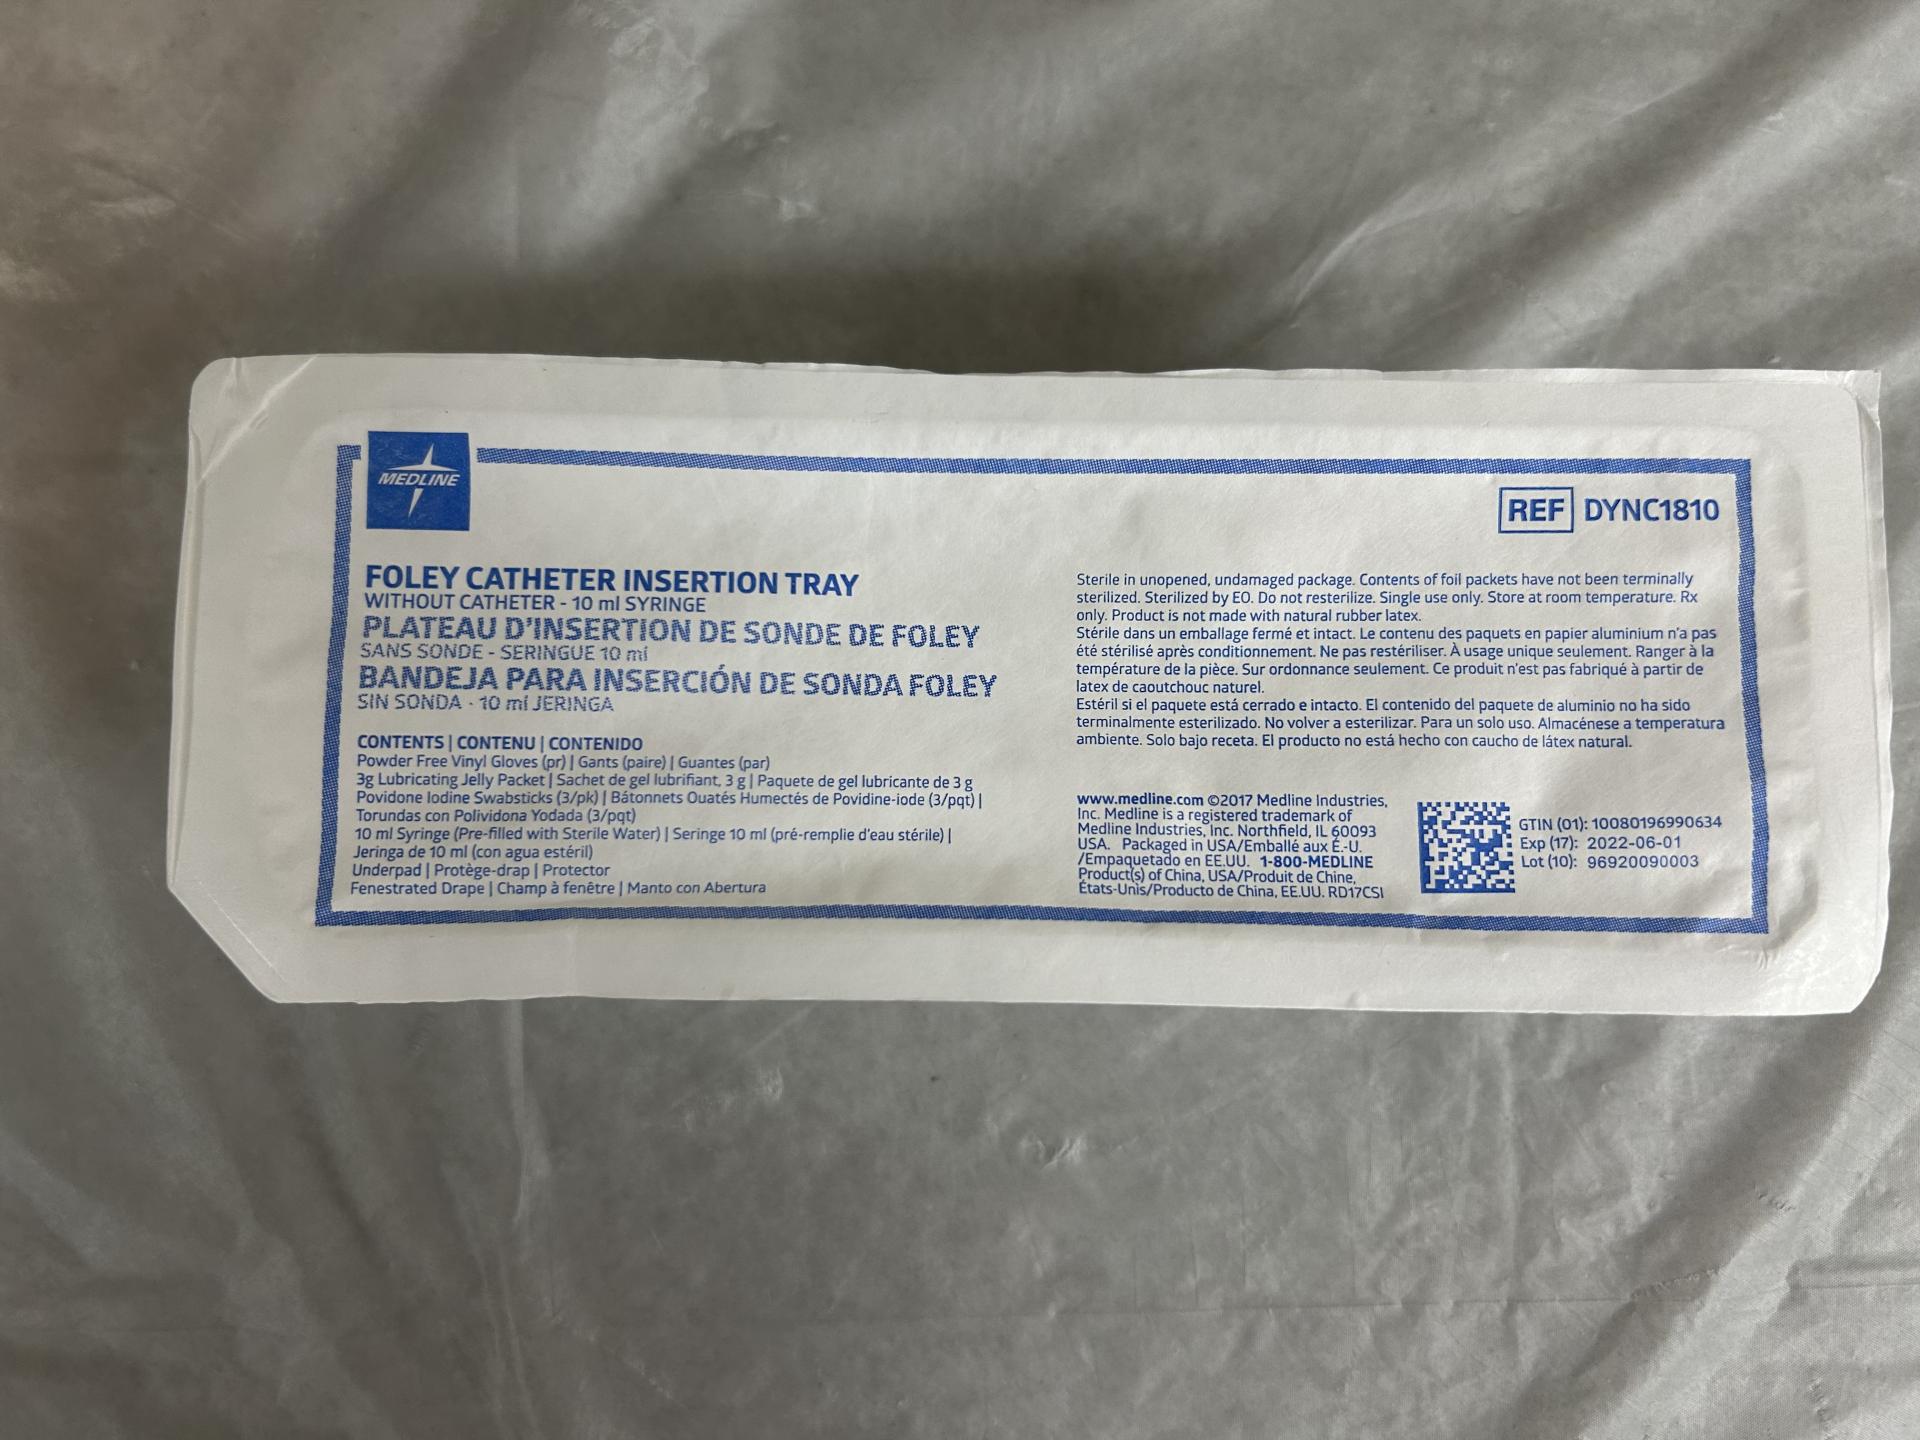 MEDLINE
REF DYNC1810
FOLEY CATHETER INSERTION TRAY
WITHOUT CATHETER - 10 ml SYRINGE
PLATEAU D'INSERTION DE SONDE DE FOLEY
SANS SONDE - SERINGUE 10 ml
BANDEJA PARA INSERCIÓN DE SONDA FOLEY
SIN SONDA - 10 ml JERINGA
CONTENTS | CONTENU | CONTENIDO
Powder Free Vinyl Gloves (pr) | Gants (paire) | Guantes (par)
3g Lubricating Jelly Packet | Sachet de gel lubrifiant, 3 g | Paquete de gel lubricante de 3 g
Povidone Iodine Swabsticks (3/pk) | Bátonnets Ouatés Humectés de Povidine-iode (3/pqt) |
Torundas con Polividona Yodada (3/pqt)
10 ml Syringe (Pre-filled with Sterile Water) | Seringe 10 ml (pré-remplie d'eau stérile) |
Jeringa de 10 ml (con agua estéril)
Underpad | Protège-drap | Protector
Fenestrated Drape | Champ à fenêtre | Manto con Abertura
Sterile in unopened, undamaged package. Contents of foil packets have not been terminally
sterilized. Sterilized by EO. Do not resterilize. Single use only. Store at room temperature. Rx
only. Product is not made with natural rubber latex.
Stérile dans un emballage fermé et intact. Le contenu des paquets en papier aluminium n'a pas
été stérilisé après conditionnement. Ne pas restériliser. À usage unique seulement. Ranger à la
température de la pièce. Sur ordonnance seulement. Ce produit n'est pas fabriqué à partir de
latex de caoutchouc naturel.
Estéril si el paquete está cerrado e intacto. El contenido del paquete de aluminio no ha sido
terminalmente esterilizado. No volver a esterilizar. Para un solo uso. Almacénese a temperatura
ambiente. Solo bajo receta. El producto no está hecho con caucho de látex natural.
www.medline.com ©2017 Medline Industries,
Inc. Medline is a registered trademark of
Medline Industries, Inc. Northfield, IL 60093
USA. Packaged in USA/Emballé aux É.-U.
/Empaquetado en EE.UU. 1-800-MEDLINE
Product(s) of China, USA/Produit de Chine,
États-Unis/Producto de China, EE.UU. RD17CSI
GTIN (01): 10080196990634
Exp (17): 2022-06-01
Lot (10): 96920090003